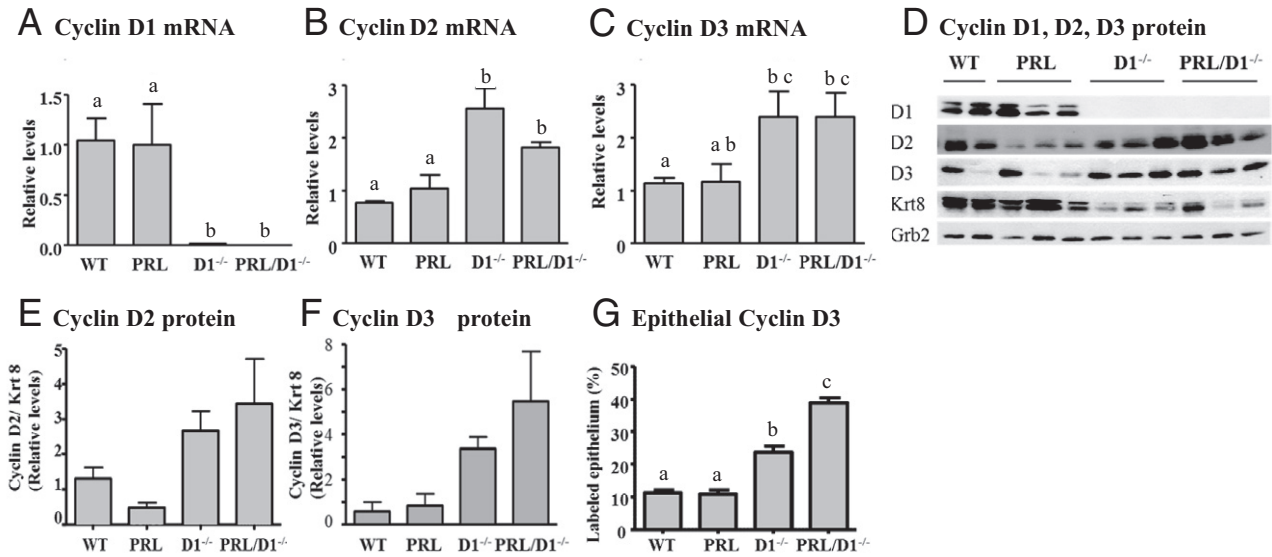 A Cyclin D1 mRNA
Relative levels
1.5
1.0
0.5
0.0
a
a
b
b
WT PRL D1-/- PRL/D1-/-
B Cyclin D2 mRNA
Relative levels
3
2
1
0
a
a
b
b
WT PRL D1-/- PRL/D1-/-
C Cyclin D3 mRNA
Relative levels
3
2
1
0
a
a b
b c
b c
WT PRL D1-/- PRL/D1-/-
D Cyclin D1, D2, D3 protein
WT PRL D1-/- PRL/D1-/-
D1
D2
D3
Krt8
Grb2
E Cyclin D2 protein
Cyclin D2/ Krt 8
(Relative levels)
5
4
3
2
1
0
WT PRL D1-/- PRL/D1-/-
F Cyclin D3 protein
Cyclin D3/ Krt 8
(Relative levels)
8
6
4
2
0
WT PRL D1-/- PRL/D1-/-
G Epithelial Cyclin D3
Labeled epithelium (%)
50
40
30
20
10
0
a
a
b
c
WT PRL D1-/- PRL/D1-/-